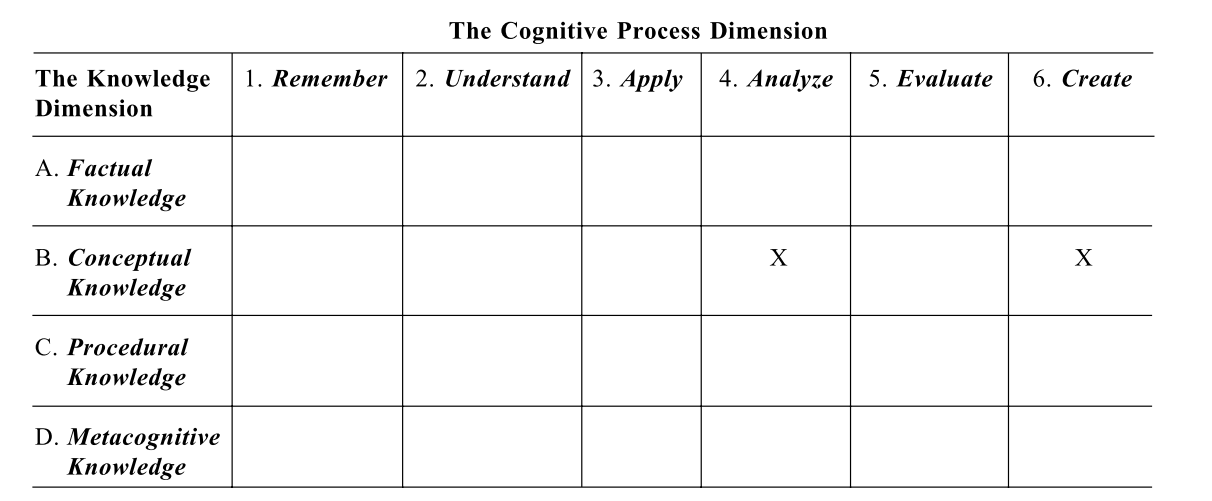 The Cognitive Process Dimension
The Knowledge Dimension 1. Remember 2. Understand 3. Apply 4. Analyze 5. Evaluate 6. Create
A. Factual
Knowledge
B. Conceptual X X
Knowledge
C. Procedural
Knowledge
D. Metacognitive
Knowledge